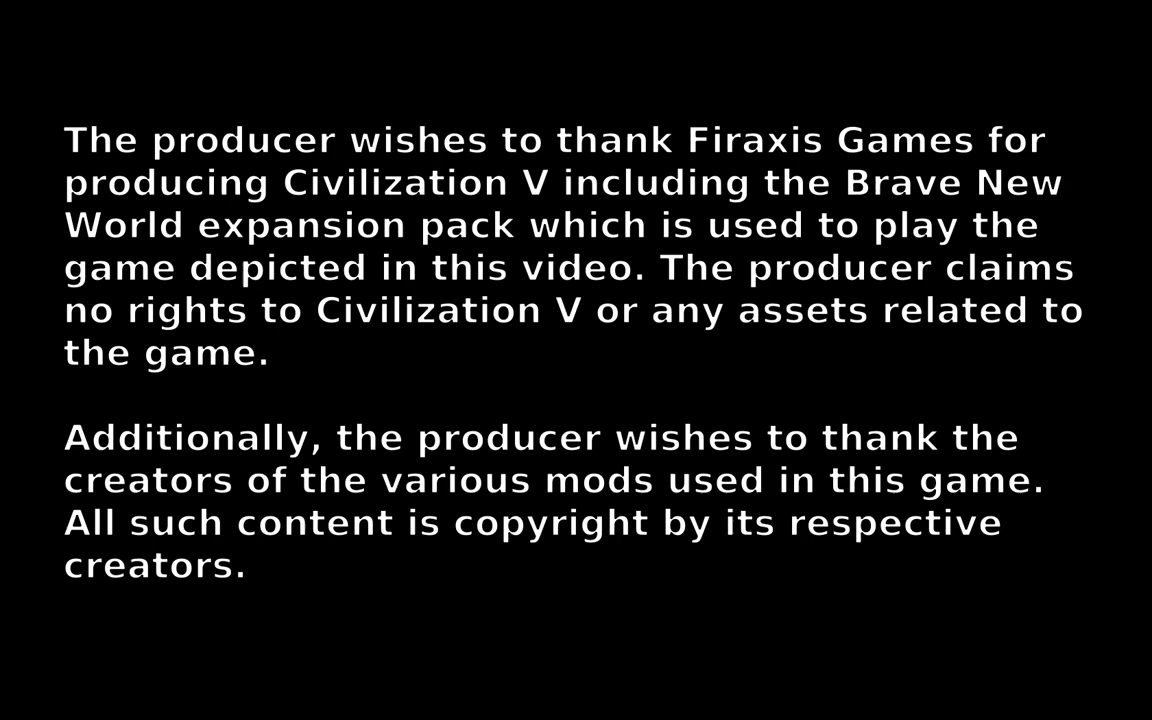 The producer wishes to thank Firaxis Games for
producing Civilization V including the Brave New
World expansion pack which is used to play the
game depicted in this video. The producer claims
no rights to Civilization V or any assets related to
the game.
Additionally, the producer wishes to thank the
creators of the various mods used in this game.
All such content is copyright by its respective
creators.